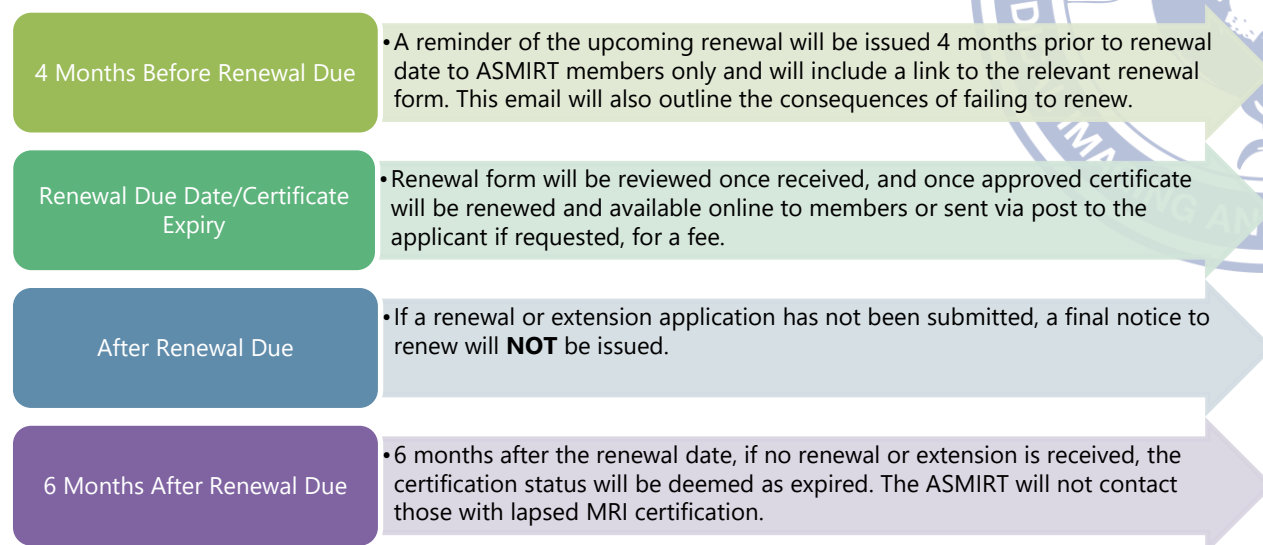 4 Months Before Renewal Due
•A reminder of the upcoming renewal will be issued 4 months prior to renewal
date to ASMIRT members only and will include a link to the relevant renewal
form. This email will also outline the consequences of failing to renew.
Renewal Due Date/Certificate
Expiry
•Renewal form will be reviewed once received, and once approved certificate
will be renewed and available online to members or sent via post to the
applicant if requested, for a fee.
After Renewal Due
•If a renewal or extension application has not been submitted, a final notice to
renew will NOT be issued.
6 Months After Renewal Due
•6 months after the renewal date, if no renewal or extension is received, the
certification status will be deemed as expired. The ASMIRT will not contact
those with lapsed MRI certification.